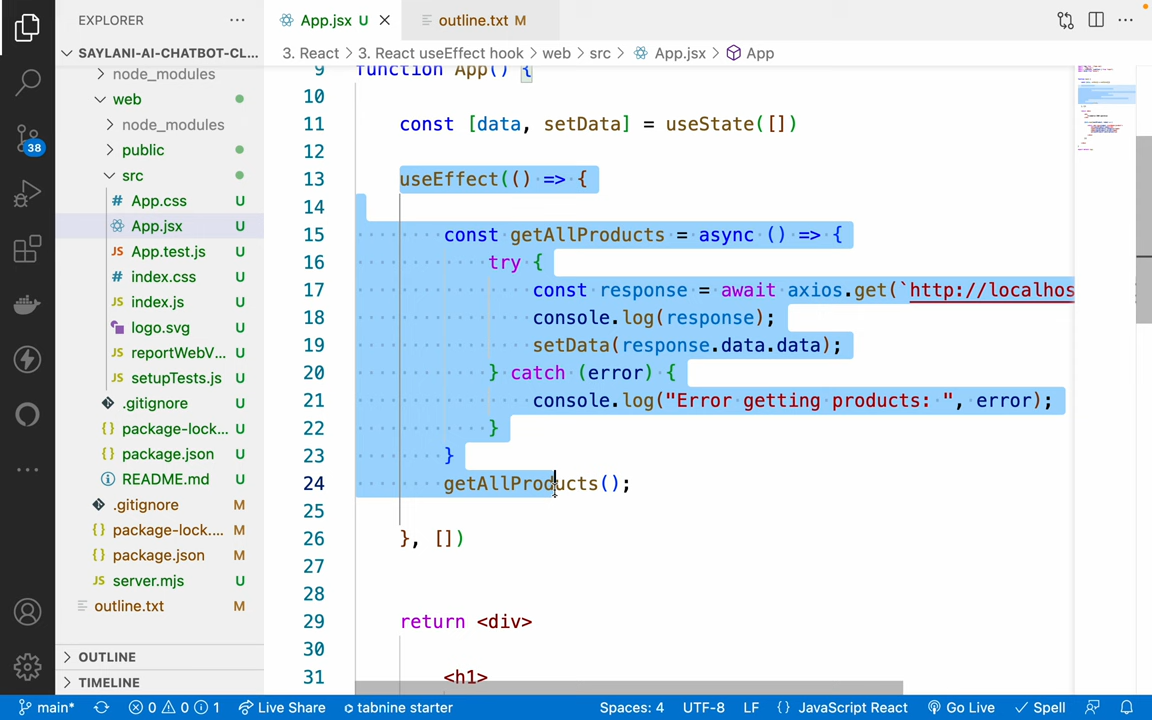 EXPLORER
App.jsx U
outline.txt M
SAYLANI-AI-CHATBOT-CL...
node_modules
web
node_modules
public
src
App.css U
App.jsx U
App.test.js U
index.css U
index.js U
logo.svg U
reportWebV... U
setupTests.js U
.gitignore U
package-lock... U
package.json U
README.md U
.gitignore M
package-lock.... M
package.json M
server.mjs U
outline.txt M
OUTLINE
TIMELINE
3. React > 3. React useEffect hook > web > src > App.jsx > App
9 function App() {
10
11 const [data, setData] = useState([])
12
13 useEffect(() => {
14
15 const getAllProducts = async () => {
16 try {
17 const response = await axios.get(`http://localhos
18 console.log(response);
19 setData(response.data.data);
20 } catch (error) {
21 console.log("Error getting products: ", error);
22 }
23 }
24 getAllProducts();
25
26 }, [])
27
28
29 return <div>
30
31 <h1>
38
main* 0 0 1 Live Share tabnine starter Spaces: 4 UTF-8 LF {} JavaScript React Go Live Spell